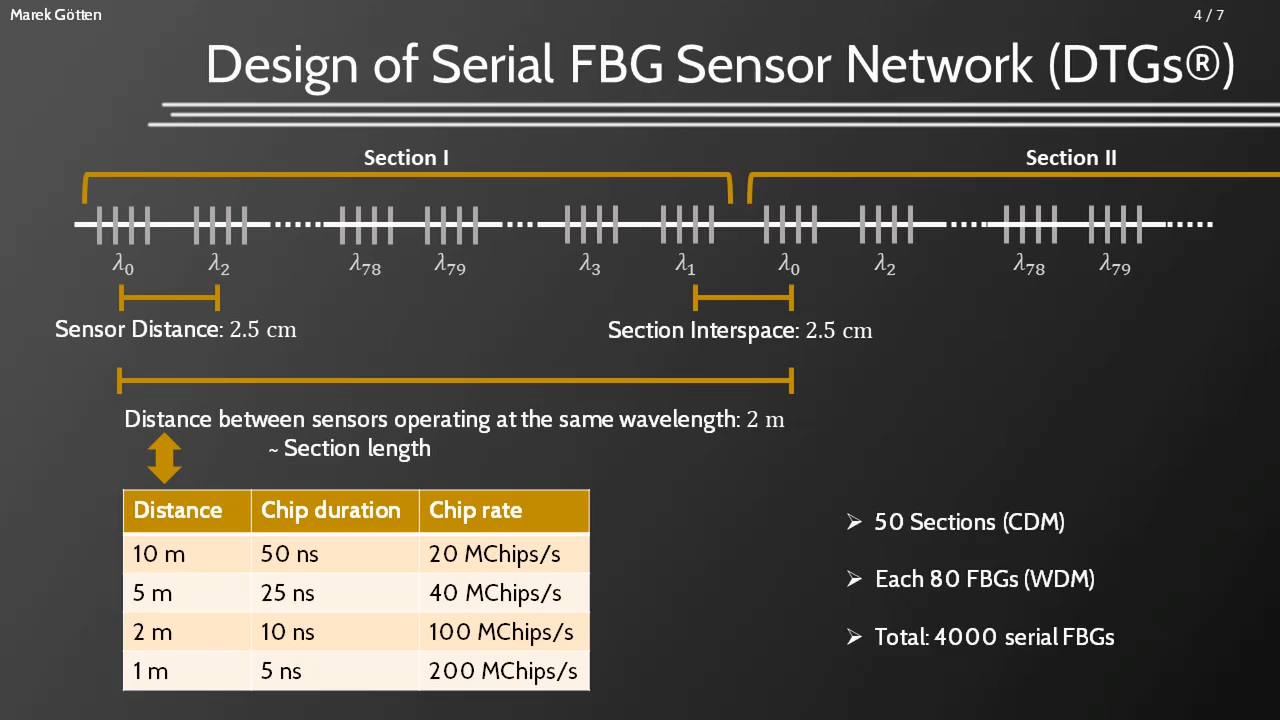 Marek Götten
4 / 7
Design of Serial FBG Sensor Network (DTGs®)
Section I
Section II
λ0 λ2 λ78 λ79 λ3 λ1 λ0 λ2 λ78 λ79
Sensor Distance: 2.5 cm
Section Interspace: 2.5 cm
Distance between sensors operating at the same wavelength: 2 m
~ Section length
Distance Chip duration Chip rate
10 m 50 ns 20 MChips/s
5 m 25 ns 40 MChips/s
2 m 10 ns 100 MChips/s
1 m 5 ns 200 MChips/s
50 Sections (CDM)
Each 80 FBGs (WDM)
Total: 4000 serial FBGs